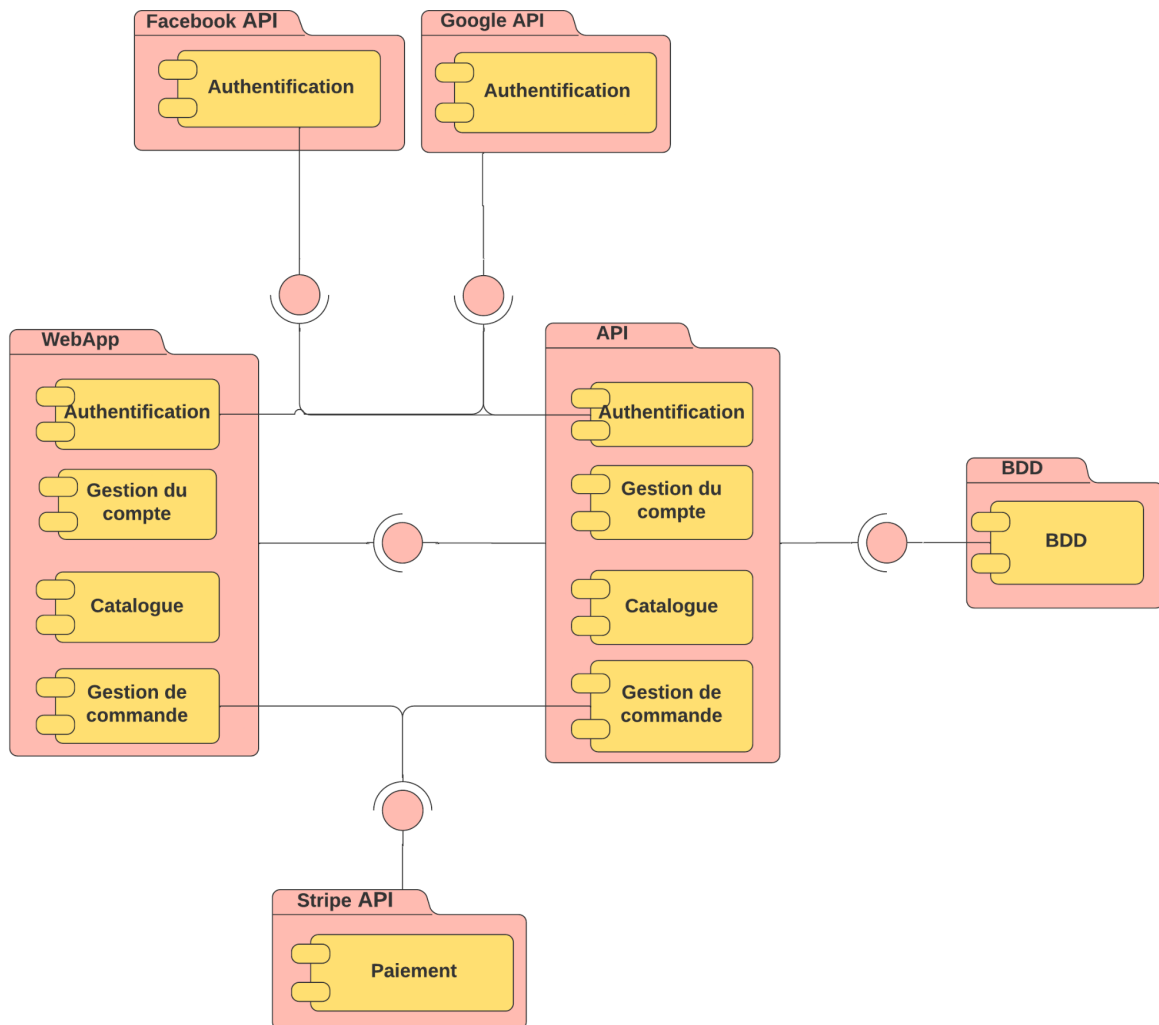 Facebook API
Google API
Authentification
Authentification
WebApp
API
Authentification
Authentification
Gestion du
compte
Gestion du
compte
BDD
BDD
Catalogue
Catalogue
Gestion de
commande
Gestion de
commande
Stripe API
Paiement